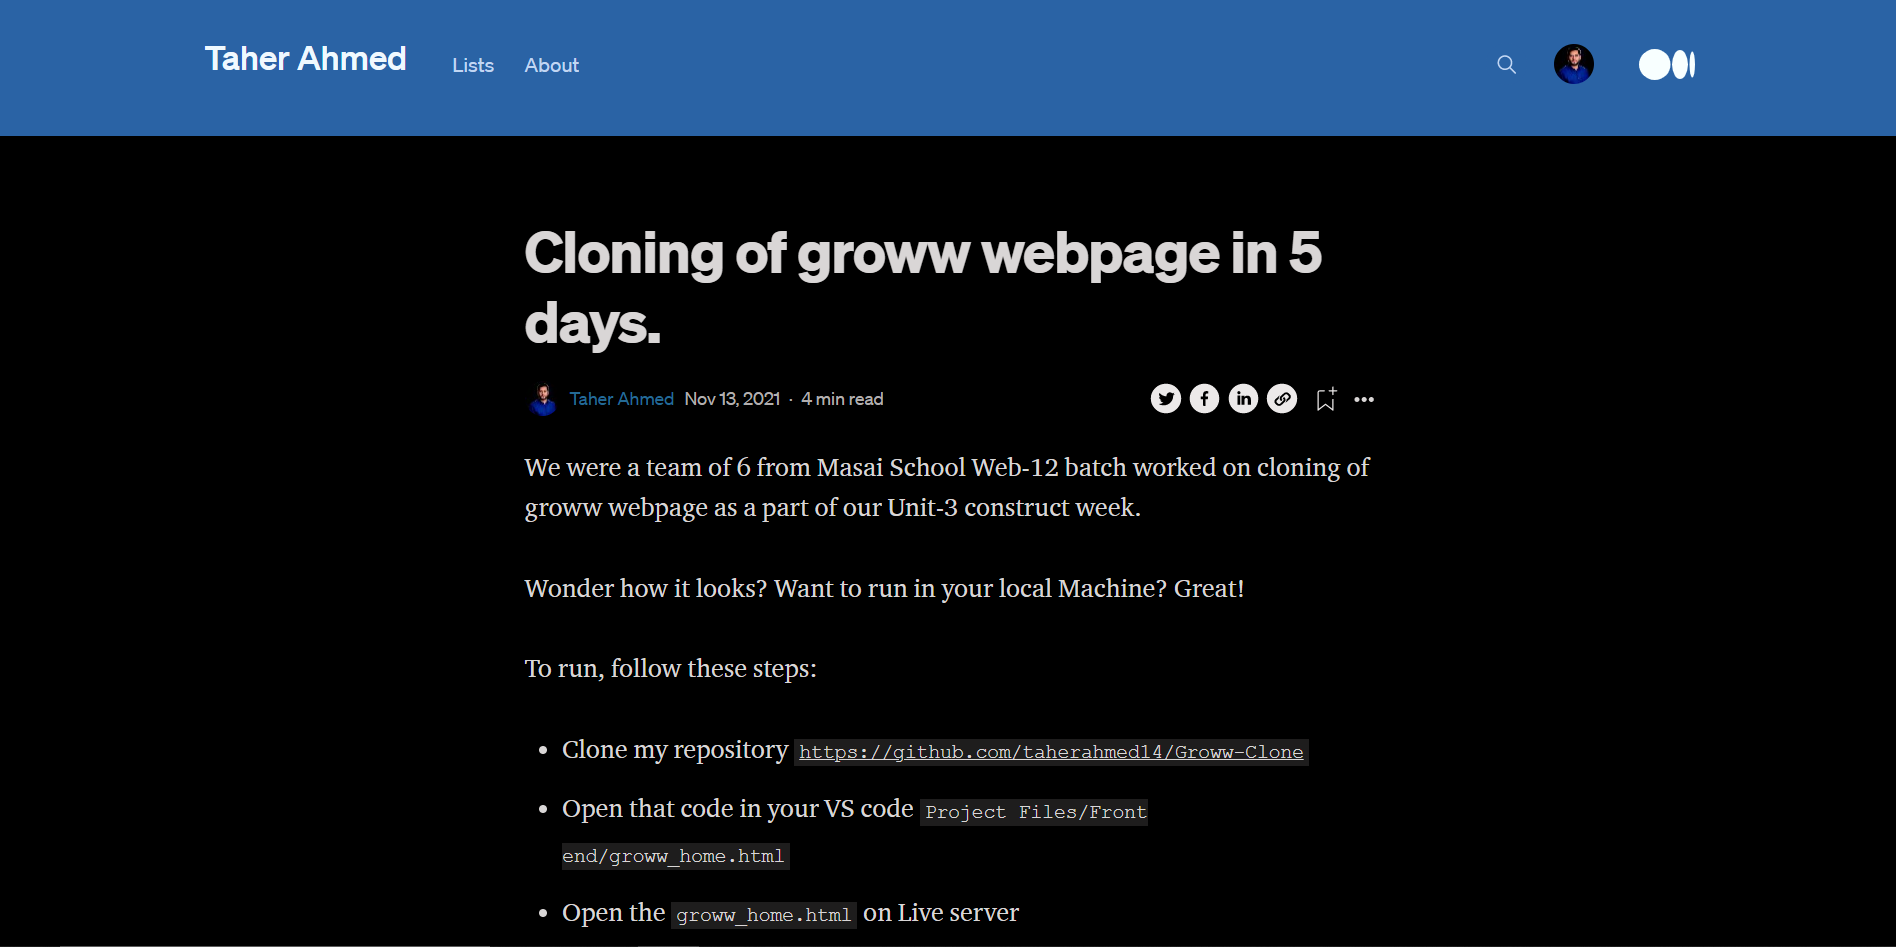 Taher Ahmed
Lists
About
Cloning of groww webpage in 5
days.
Taher Ahmed Nov 13, 2021 · 4 min read
We were a team of 6 from Masai School Web-12 batch worked on cloning of
groww webpage as a part of our Unit-3 construct week.
Wonder how it looks? Want to run in your local Machine? Great!
To run, follow these steps:
• Clone my repository https://github.com/taherahmed14/Groww-Clone
• Open that code in your VS code Project Files/Front
end/groww_home.html
• Open the groww_home.html on Live server